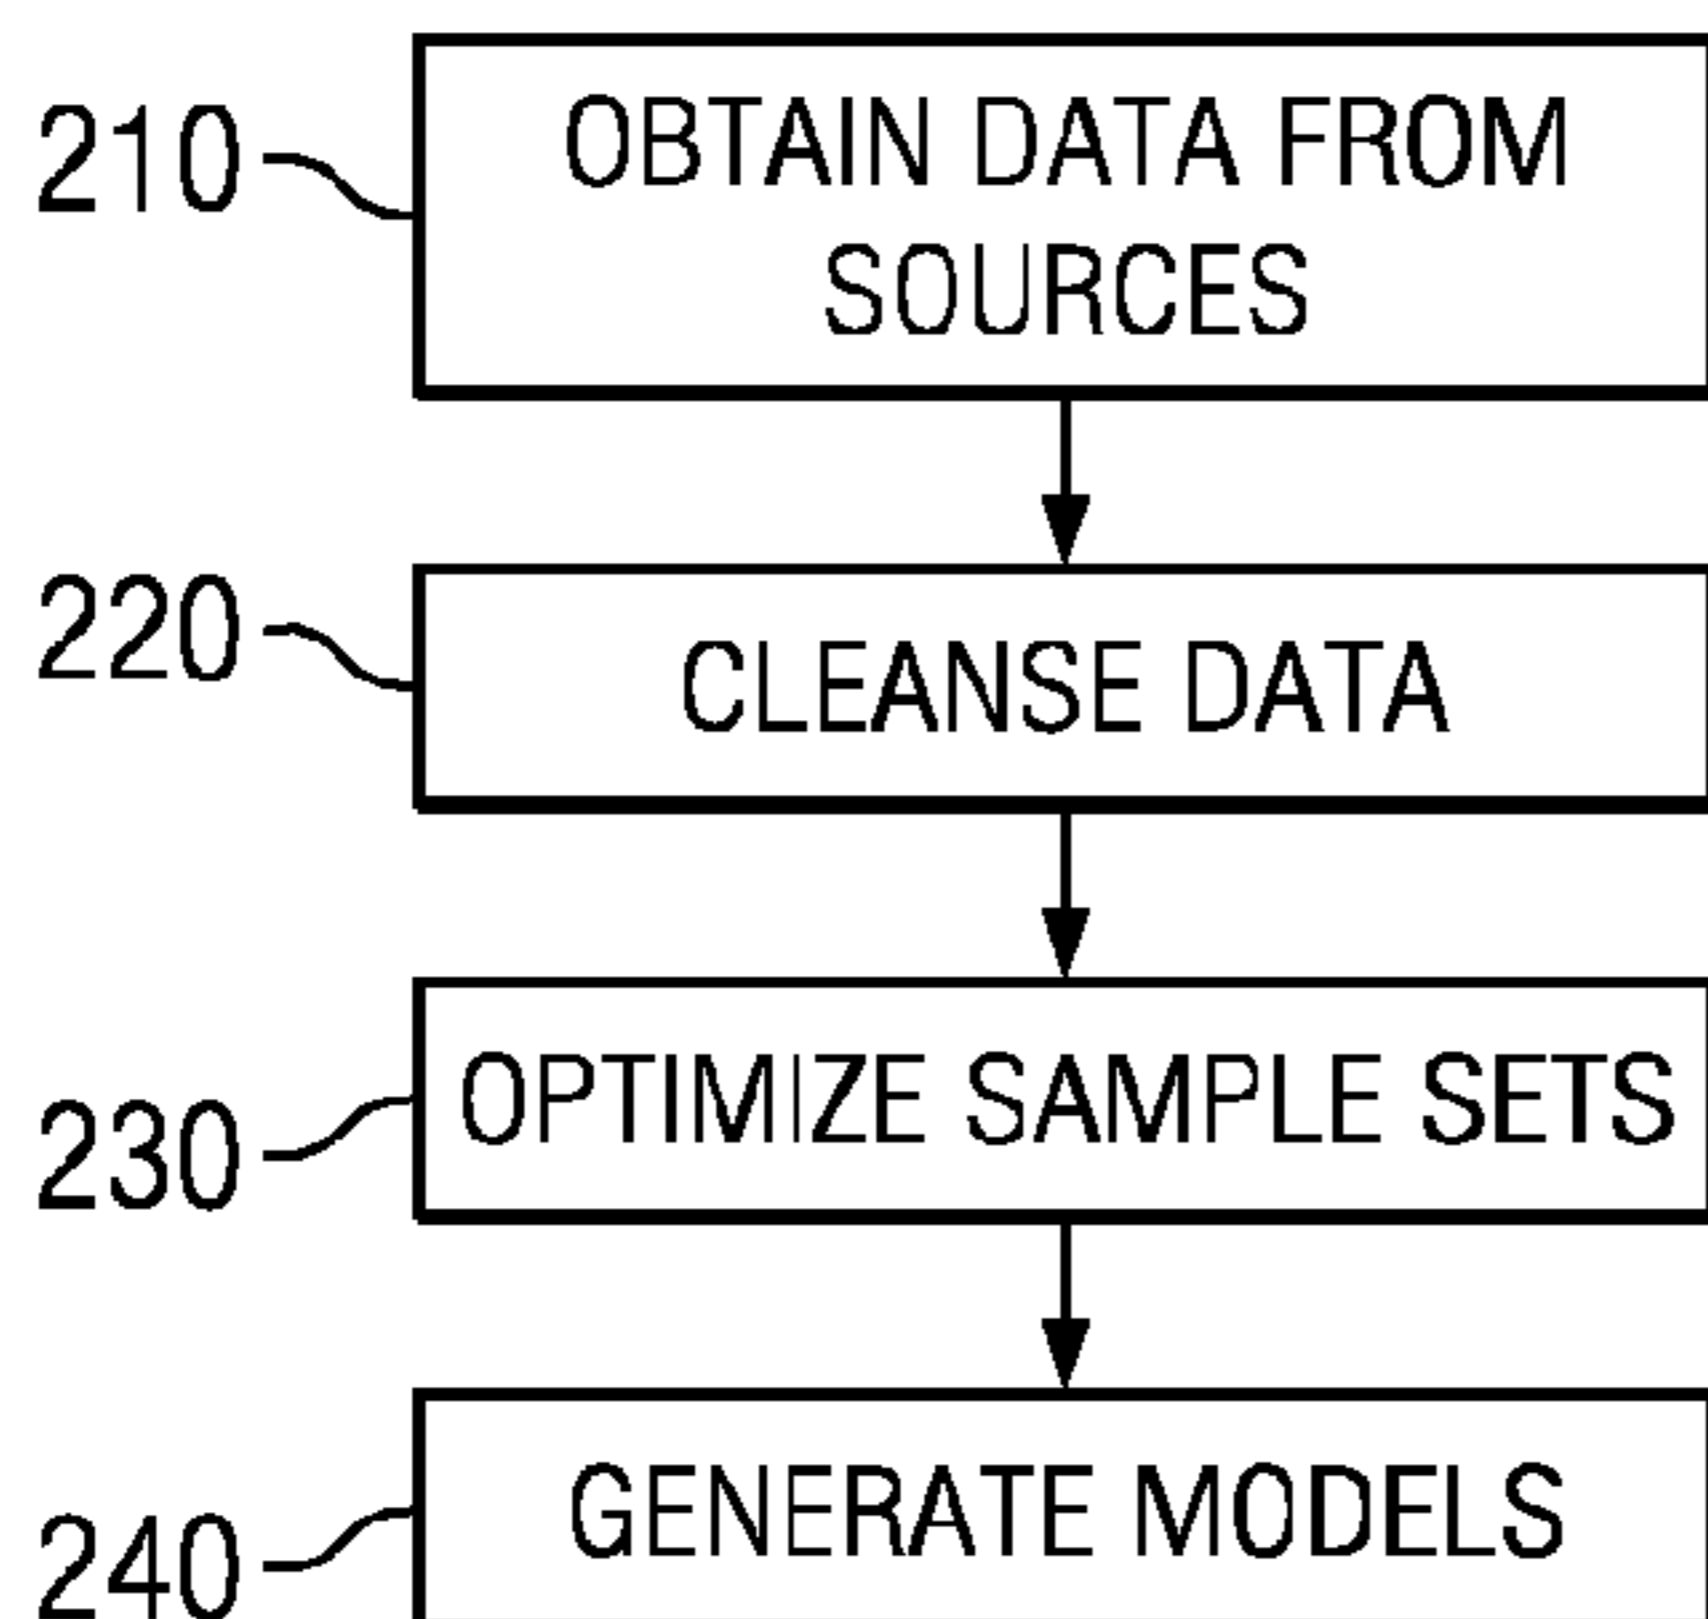 210
OBTAIN DATA FROM
SOURCES
220
CLEANSE DATA
230
OPTIMIZE SAMPLE SETS
240
GENERATE MODELS